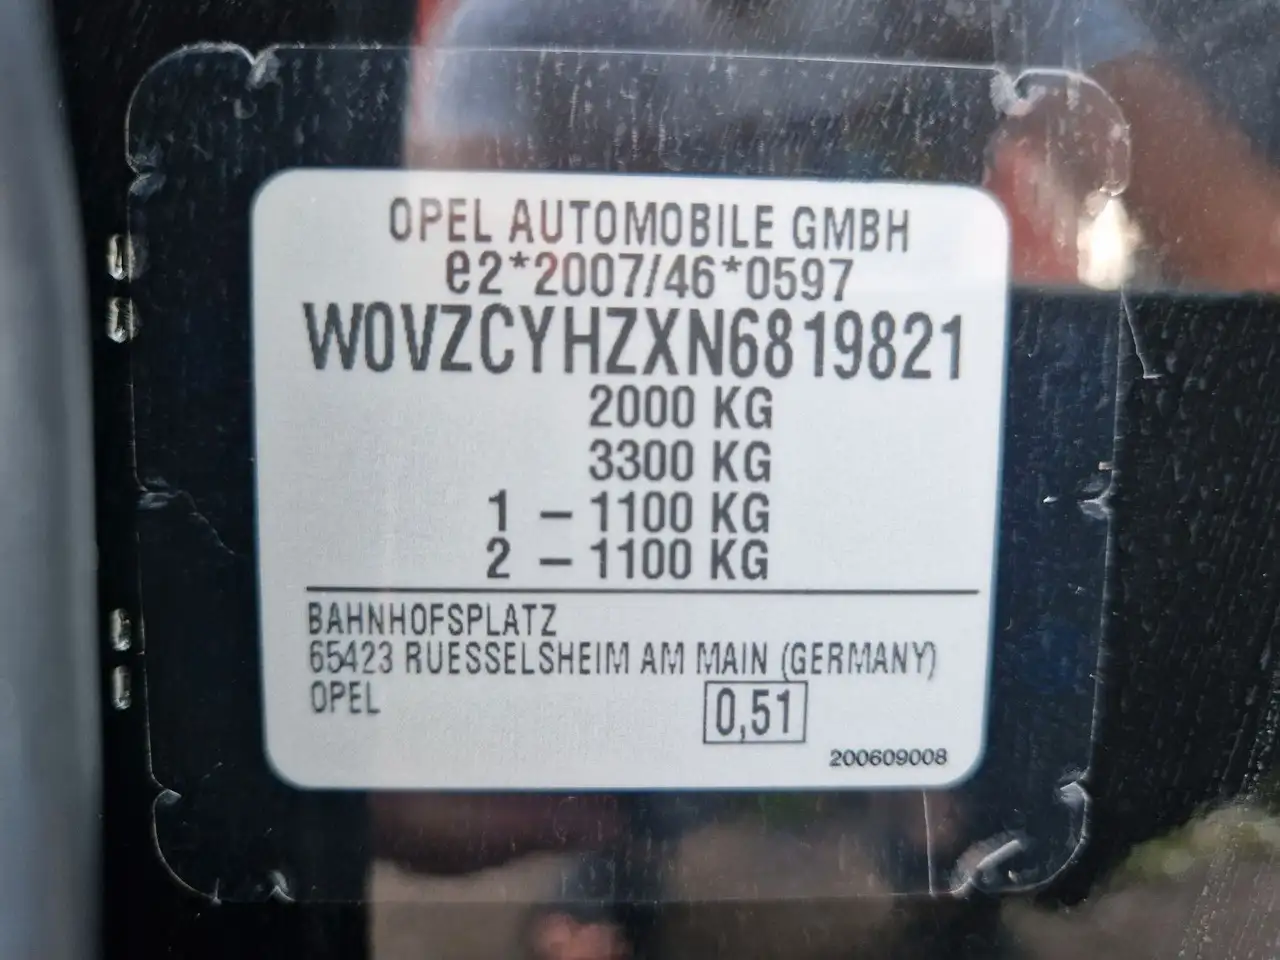 OPEL AUTOMOBILE GMBH
e2*2007/46*0597
W0VZCYHZXN6819821
2000 KG
3300 KG
1 – 1100 KG
2 – 1100 KG
BAHNHOFSPLATZ
65423 RUESSELSHEIM AM MAIN (GERMANY)
OPEL
0,51
200609008